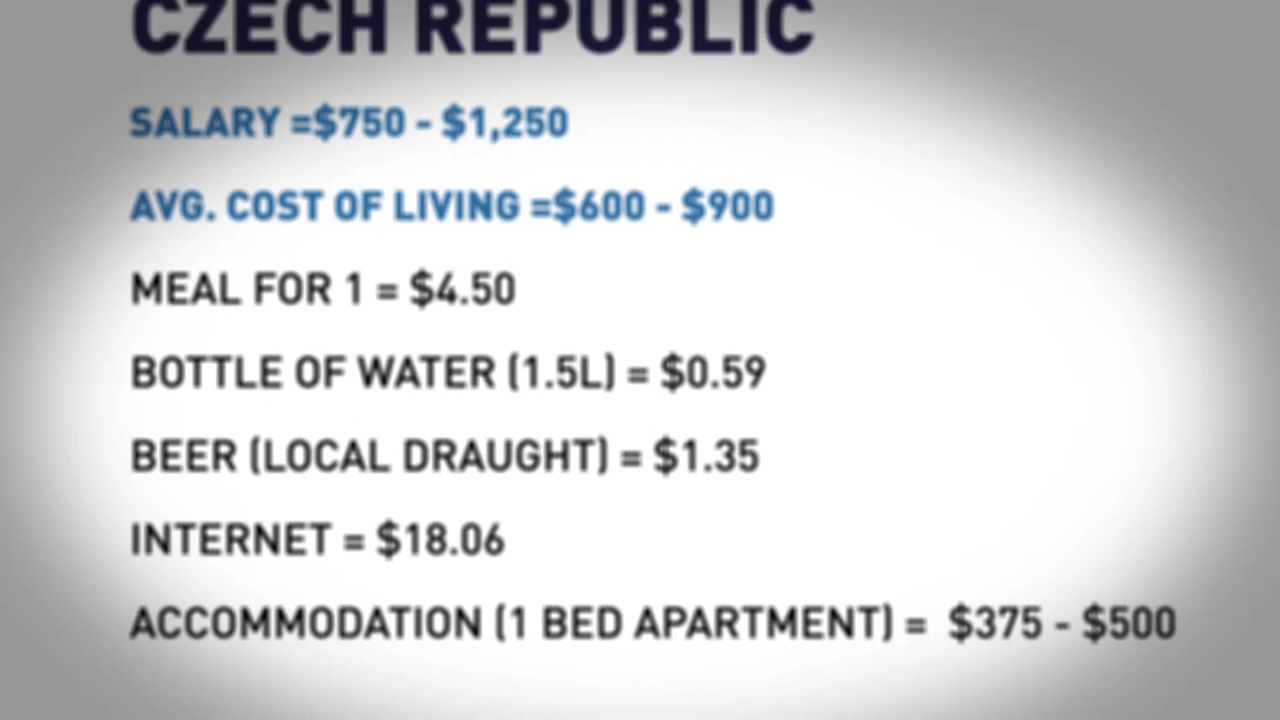 CZECH REPUBLIC
SALARY =$750 - $1,250
AVG. COST OF LIVING =$600 - $900
MEAL FOR 1 = $4.50
BOTTLE OF WATER (1.5L) = $0.59
BEER (LOCAL DRAUGHT) = $1.35
INTERNET = $18.06
ACCOMMODATION (1 BED APARTMENT) = $375 - $500